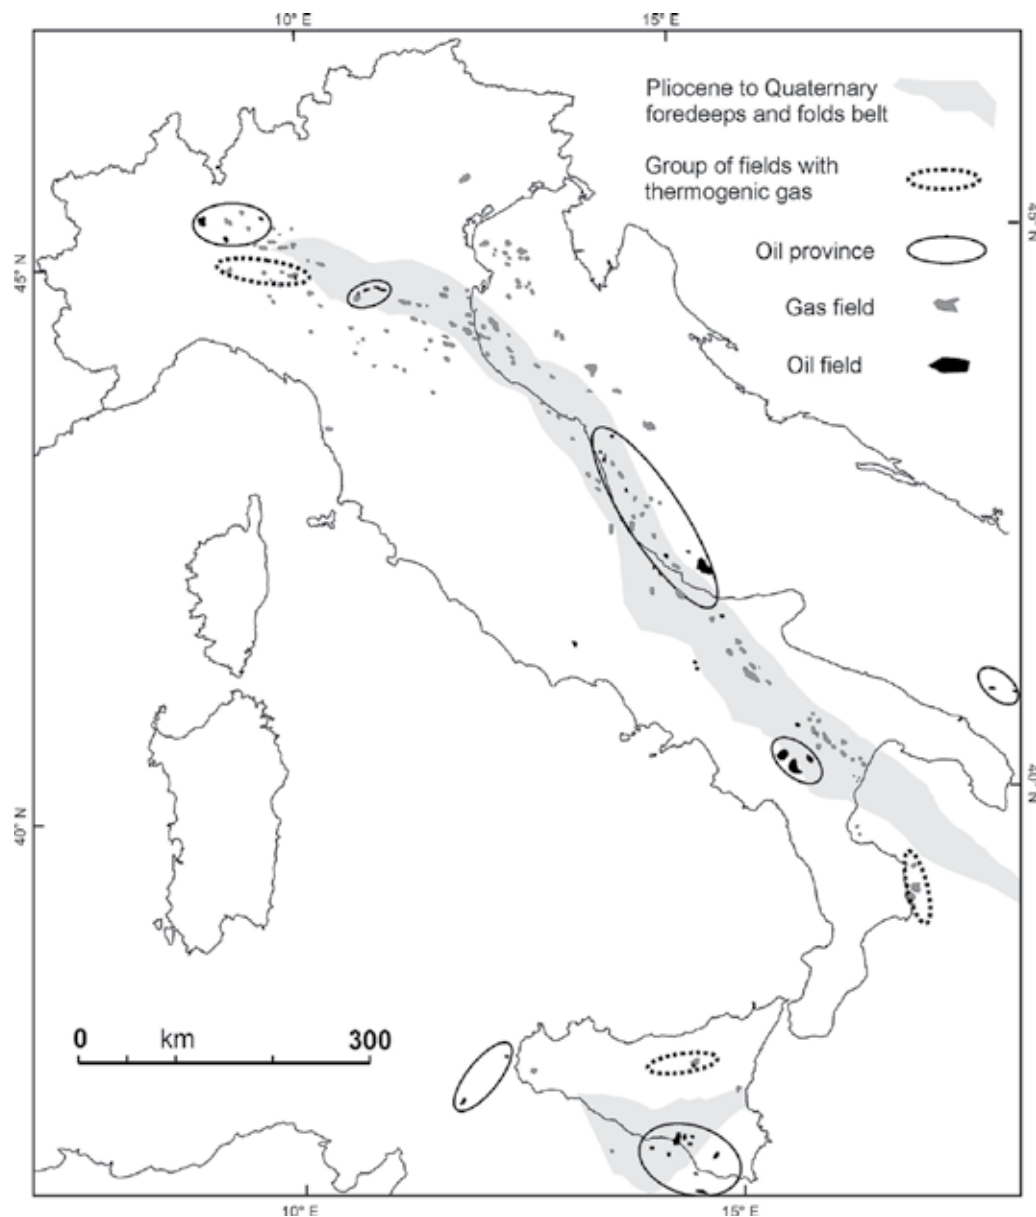 10° E
15° E
Pliocene to Quaternary
foredeeps and folds belt
Group of fields with
thermogenic gas
Oil province
Gas field
Oil field
45° N
45° N
40° N
40° N
0 km 300
10° E
15° E